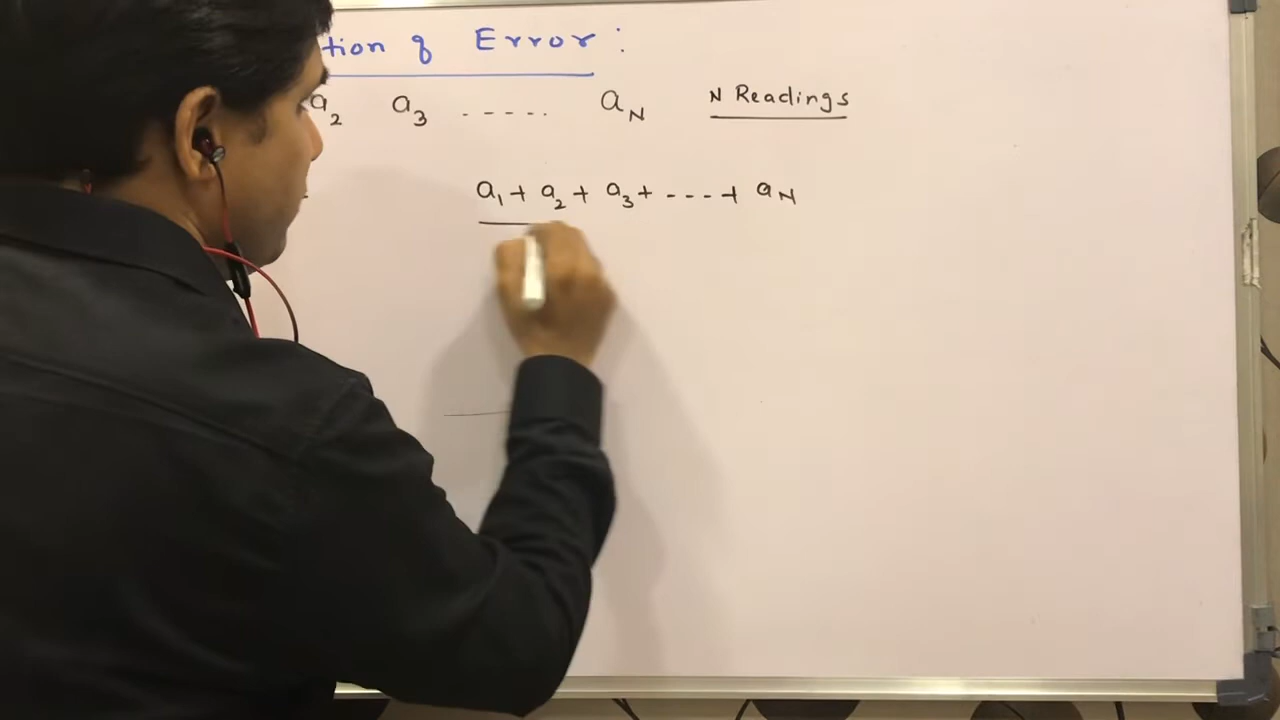 tion of Error :
a2 a3 ..... aN N Readings
a1 + a2 + a3 + ---- + aN